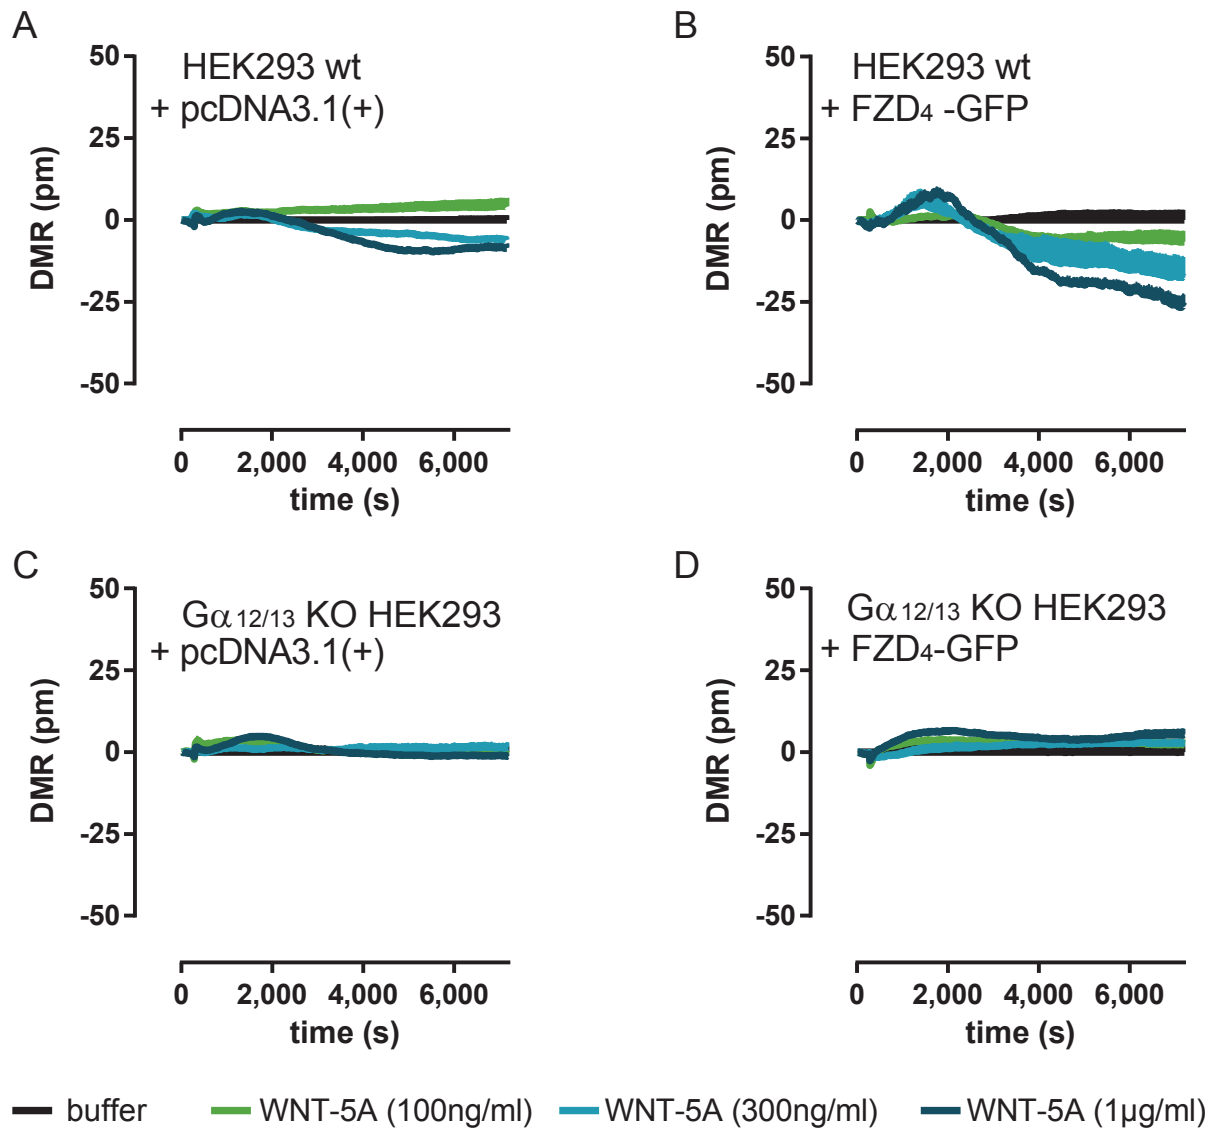 A
HEK293 wt
+ pcDNA3.1(+)
50
25
0
-25
-50
DMR (pm)
0 2,000 4,000 6,000
time (s)
B
HEK293 wt
+ FZD4 -GFP
50
25
0
-25
-50
DMR (pm)
0 2,000 4,000 6,000
time (s)
C
Gα12/13 KO HEK293
+ pcDNA3.1(+)
50
25
0
-25
-50
DMR (pm)
0 2,000 4,000 6,000
time (s)
D
Gα12/13 KO HEK293
+ FZD4-GFP
50
25
0
-25
-50
DMR (pm)
0 2,000 4,000 6,000
time (s)
buffer WNT-5A (100ng/ml) WNT-5A (300ng/ml) WNT-5A (1µg/ml)